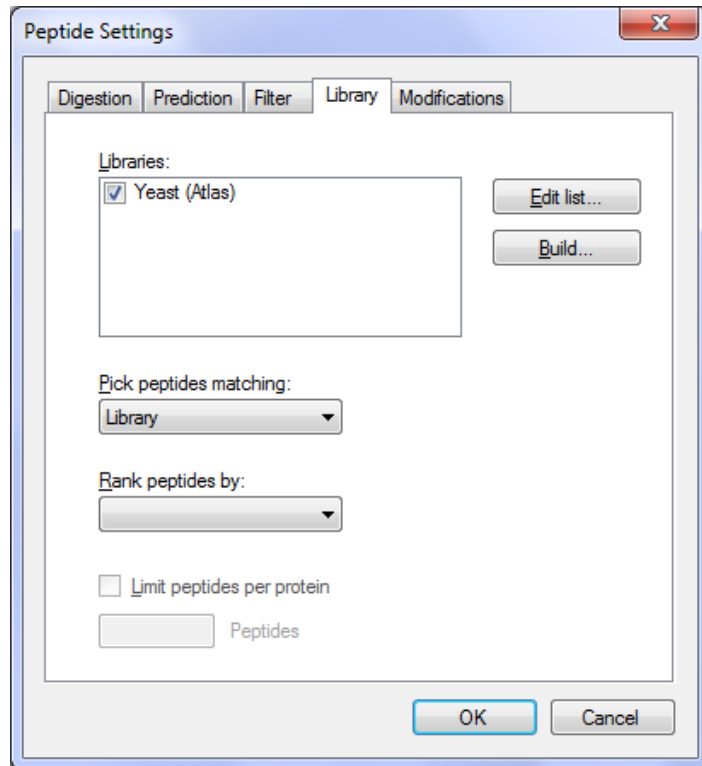 Peptide Settings
Digestion Prediction Filter Library Modifications
Libraries:
Yeast (Atlas)
Edit list...
Build...
Pick peptides matching:
Library
Rank peptides by:
Limit peptides per protein
Peptides
OK Cancel